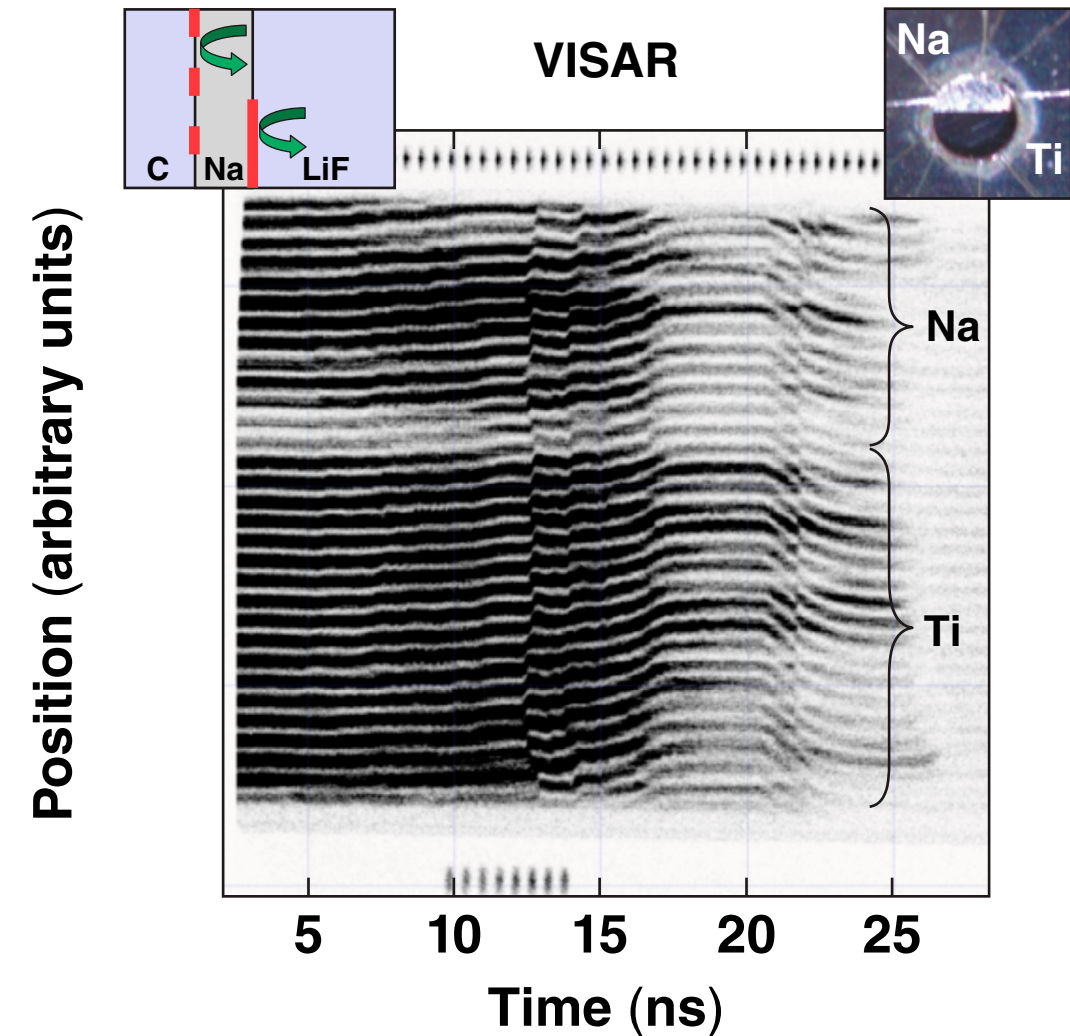 VISAR
C
Na
LiF
Na
Ti
Na
Ti
Position (arbitrary units)
5 10 15 20 25
Time (ns)